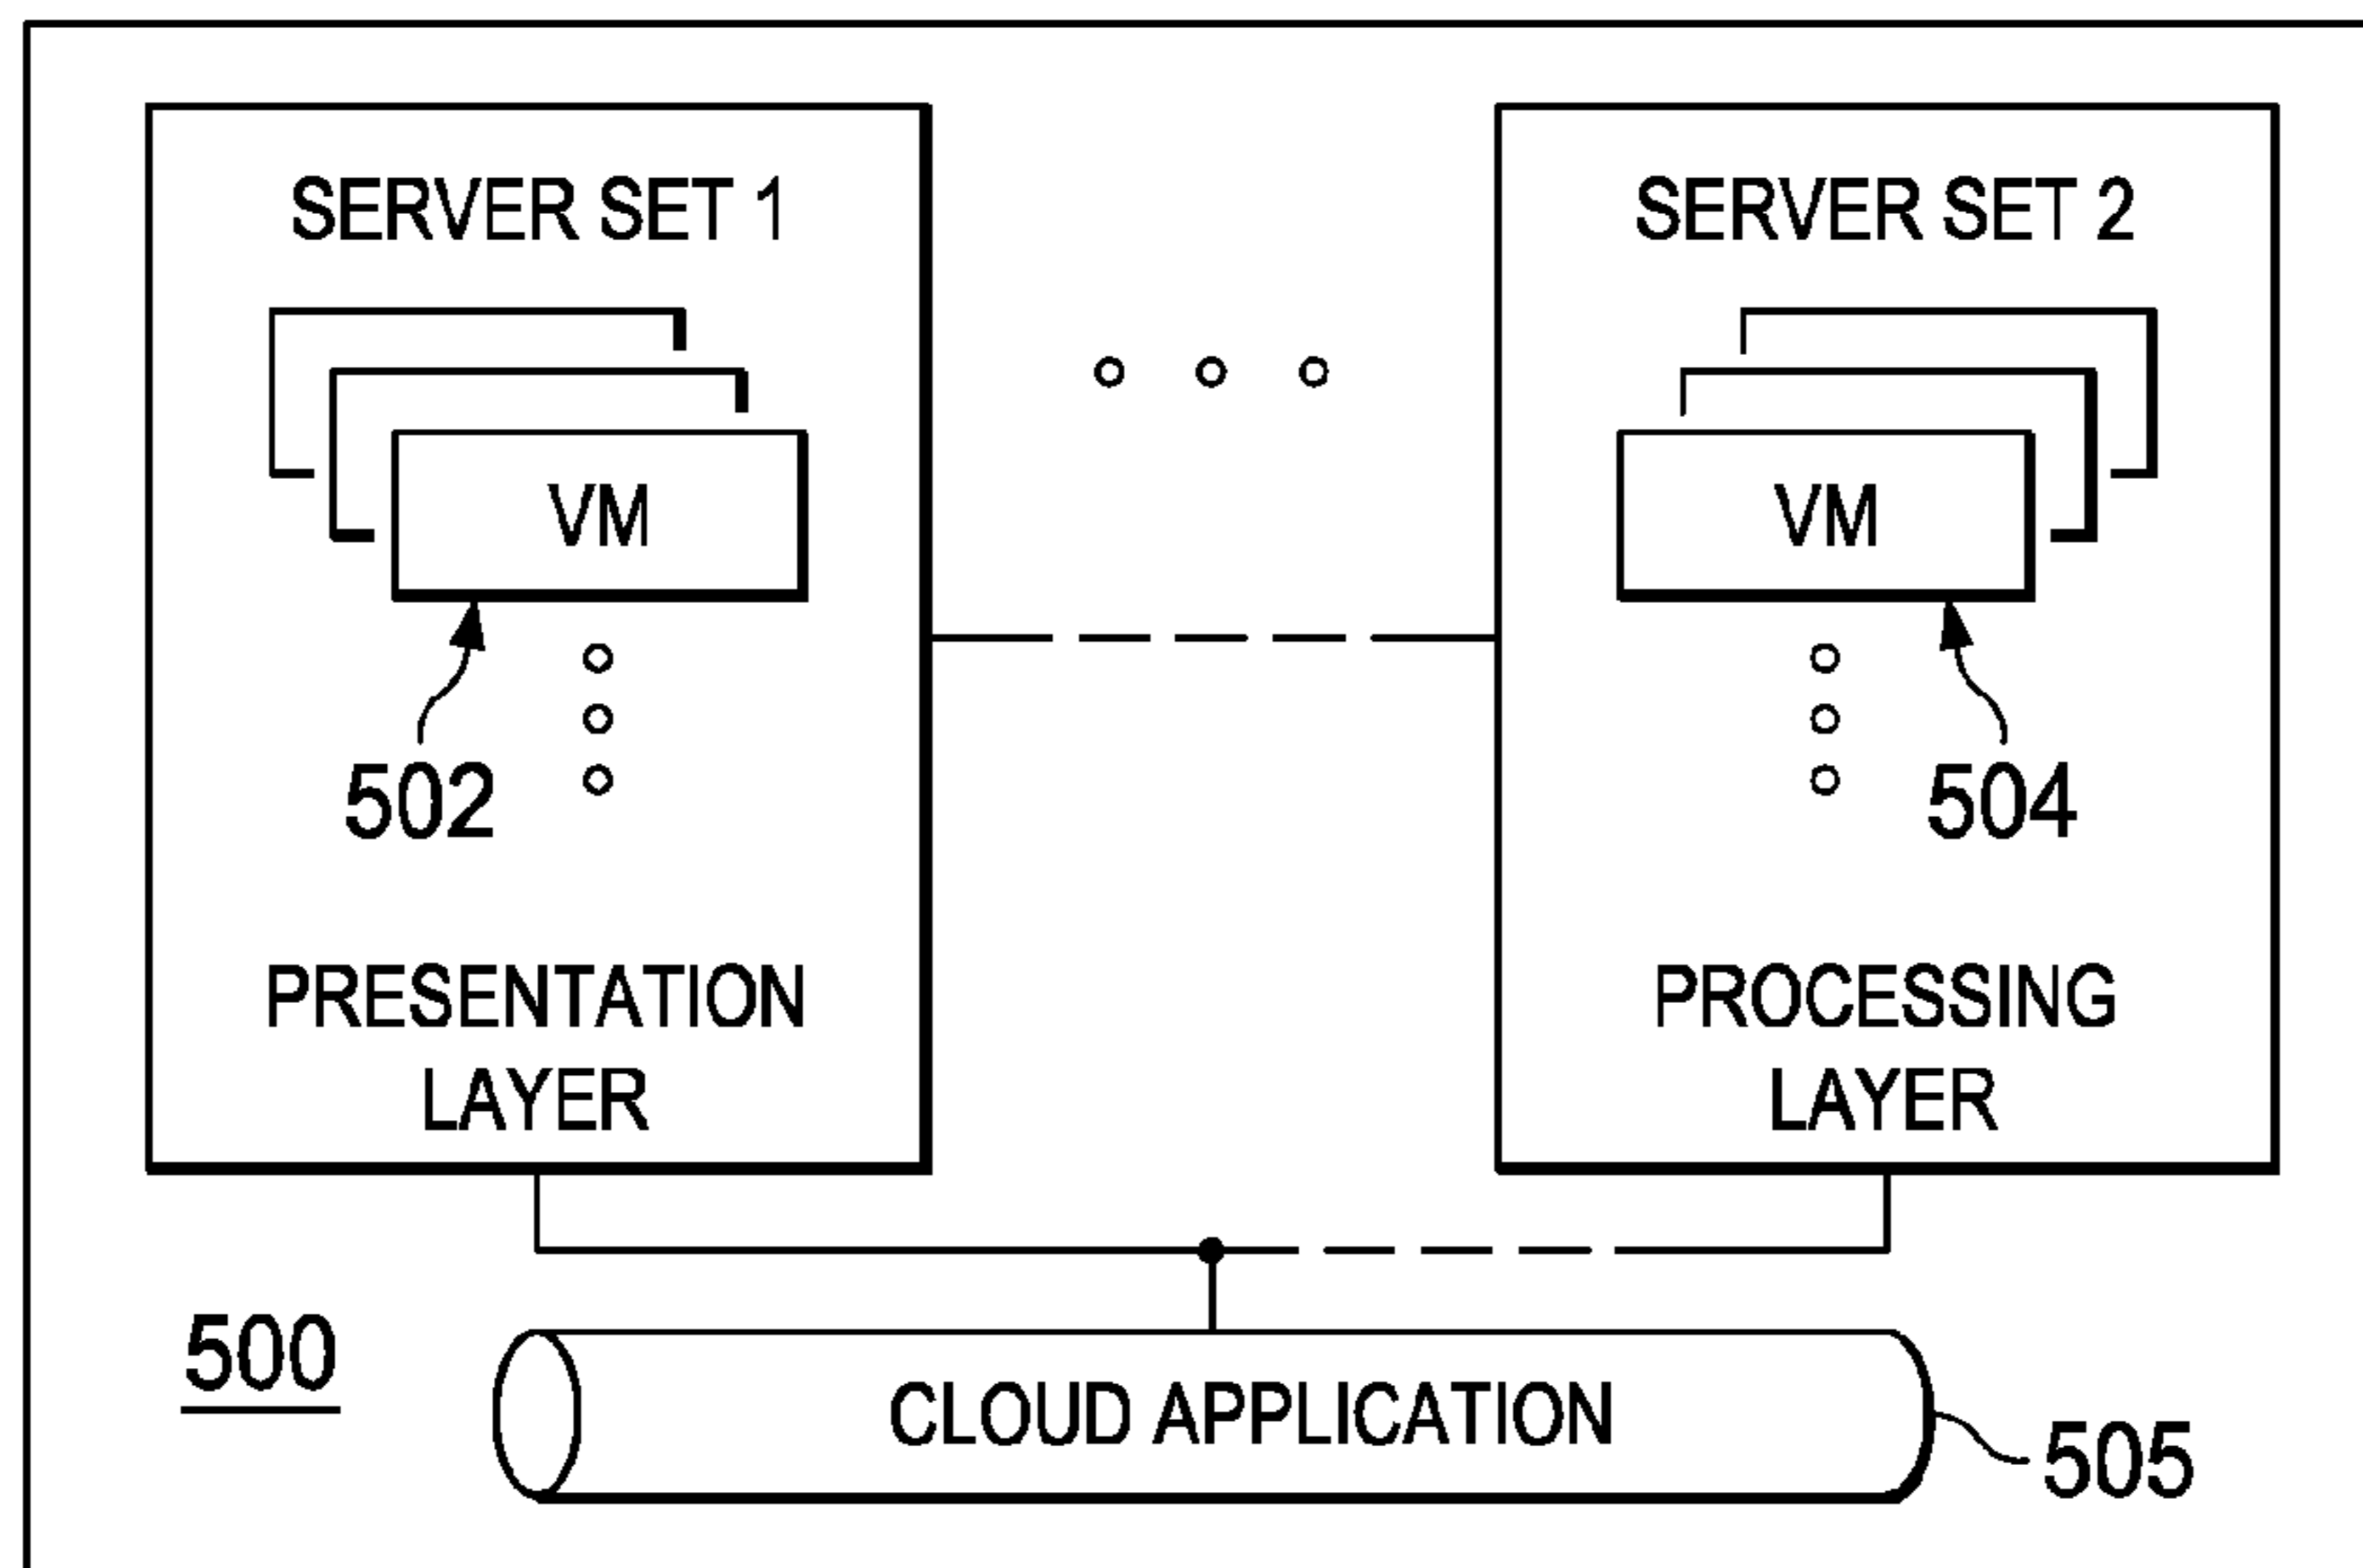 SERVER SET 1
VM
502
PRESENTATION
LAYER
SERVER SET 2
VM
504
PROCESSING
LAYER
500
CLOUD APPLICATION
505